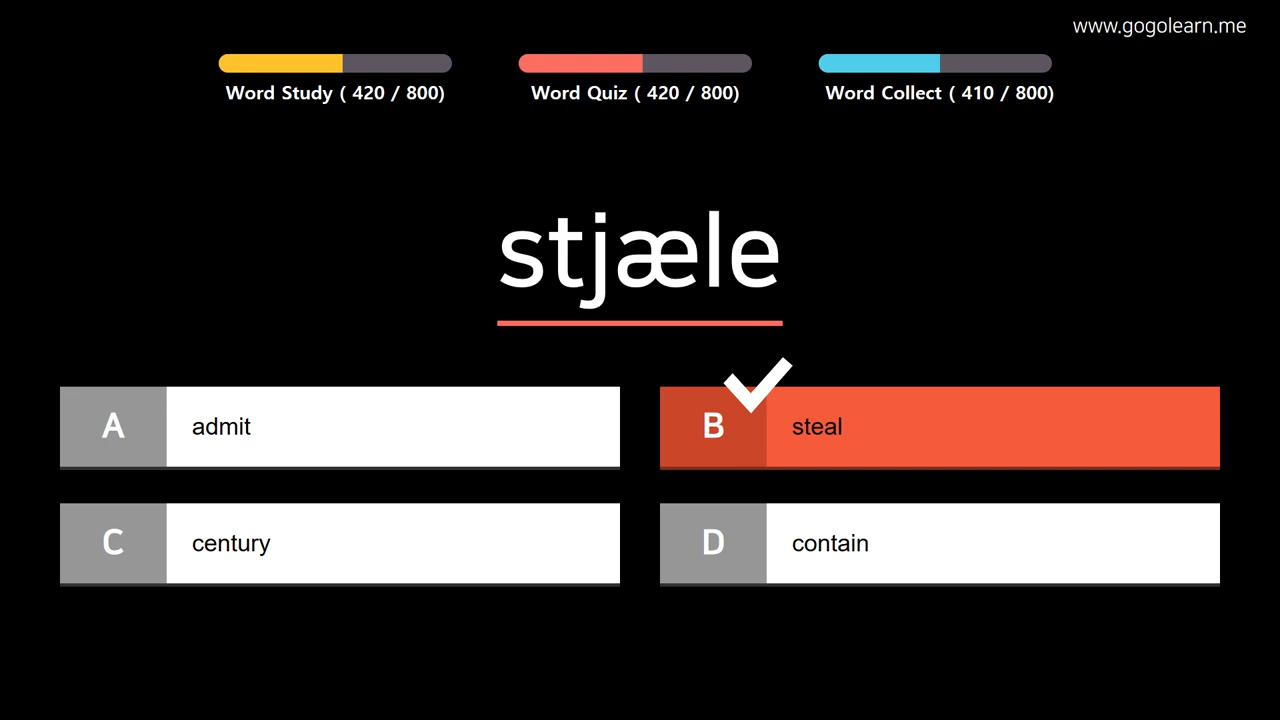 www.gogolearn.me
Word Study ( 420 / 800)
Word Quiz ( 420 / 800)
Word Collect ( 410 / 800)
stjæle
A admit
B steal
C century
D contain